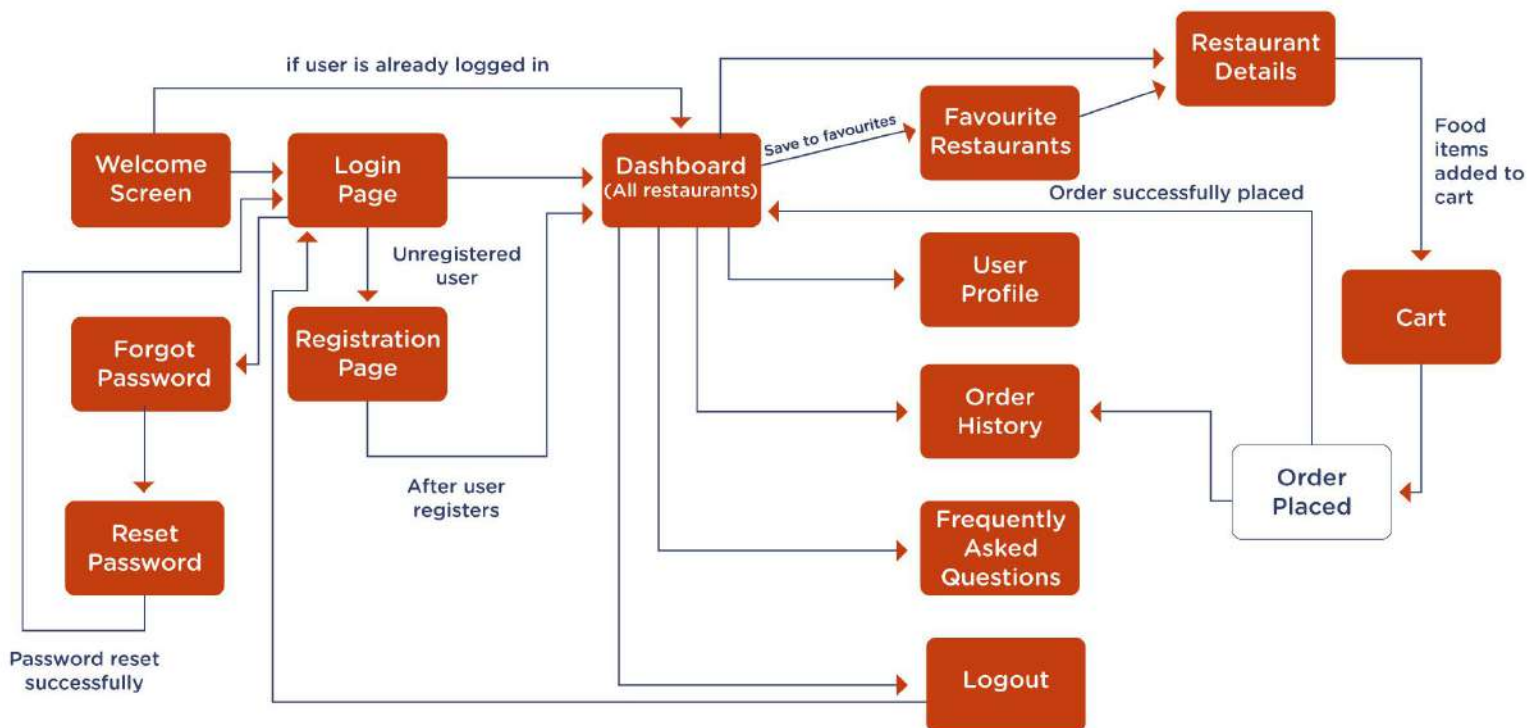 if user is already logged in
Restaurant
Details
Welcome
Screen
Login
Page
Dashboard
(All restaurants)
Save to favourites
Favourite
Restaurants
Food
items
added to
cart
Order successfully placed
Unregistered
user
User
Profile
Cart
Forgot
Password
Registration
Page
Order
History
Order
Placed
After user
registers
Reset
Password
Frequently
Asked
Questions
Password reset
successfully
Logout